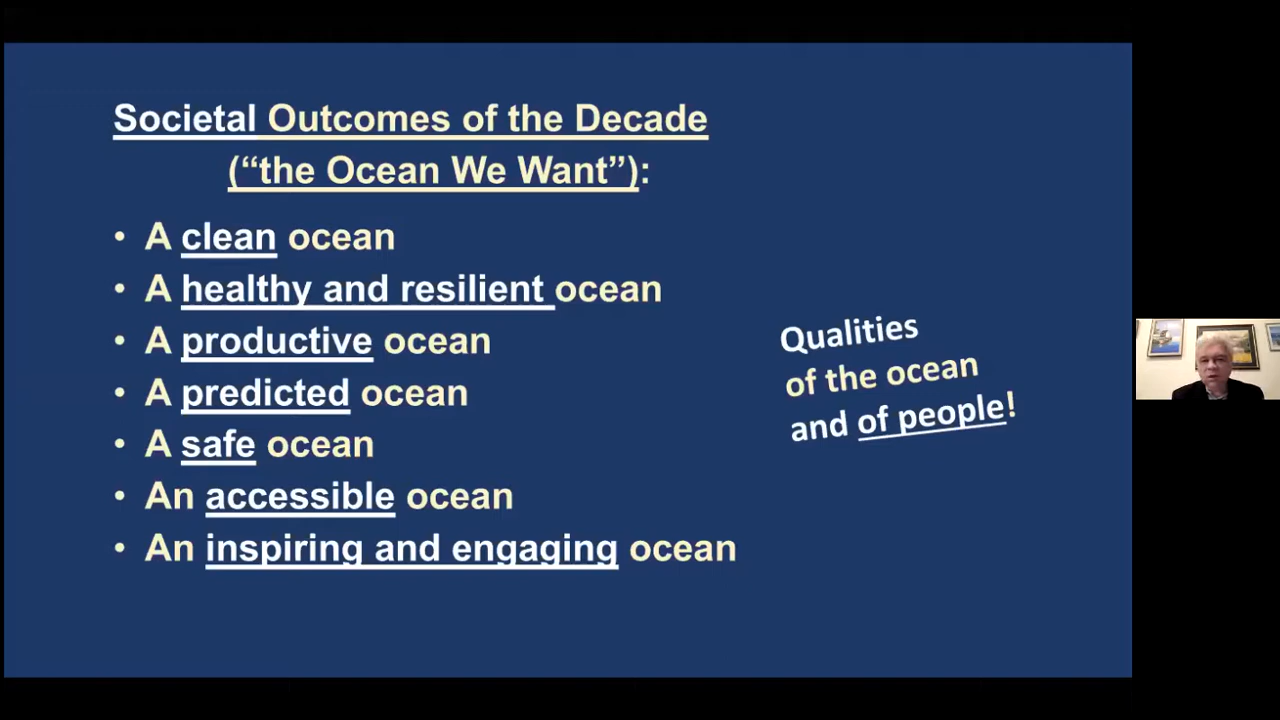 Societal Outcomes of the Decade
(“the Ocean We Want”):
• A clean ocean
• A healthy and resilient ocean
• A productive ocean
• A predicted ocean
• A safe ocean
• An accessible ocean
• An inspiring and engaging ocean
Qualities
of the ocean
and of people!